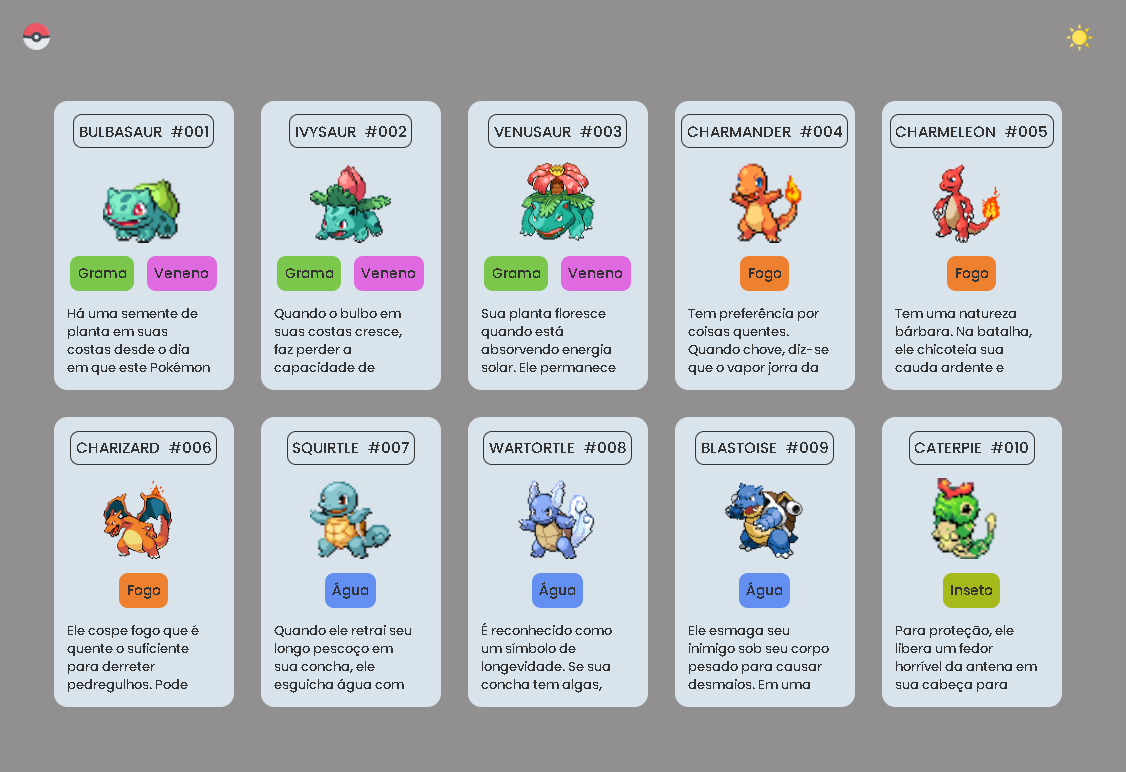 BULBASAUR #001
Grama Veneno
Há uma semente de
planta em suas
costas desde o dia
em que este Pokémon
IVYSAUR #002
Grama Veneno
Quando o bulbo em
suas costas cresce,
faz perder a
capacidade de
VENUSAUR #003
Grama Veneno
Sua planta floresce
quando está
absorvendo energia
solar. Ele permanece
CHARMANDER #004
Fogo
Tem preferência por
coisas quentes.
Quando chove, diz-se
que o vapor jorra da
CHARMELEON #005
Fogo
Tem uma natureza
bárbara. Na batalha,
ele chicoteia sua
cauda ardente e
CHARIZARD #006
Fogo
Ele cospe fogo que é
quente o suficiente
para derreter
pedregulhos. Pode
SQUIRTLE #007
Água
Quando ele retrai seu
longo pescoço em
sua concha, ele
esguicha água com
WARTORTLE #008
Água
É reconhecido como
um símbolo de
longevidade. Se sua
concha tem algas,
BLASTOISE #009
Água
Ele esmaga seu
inimigo sob seu corpo
pesado para causar
desmaios. Em uma
CATERPIE #010
Inseto
Para proteção, ele
libera um fedor
horrível da antena em
sua cabeça para